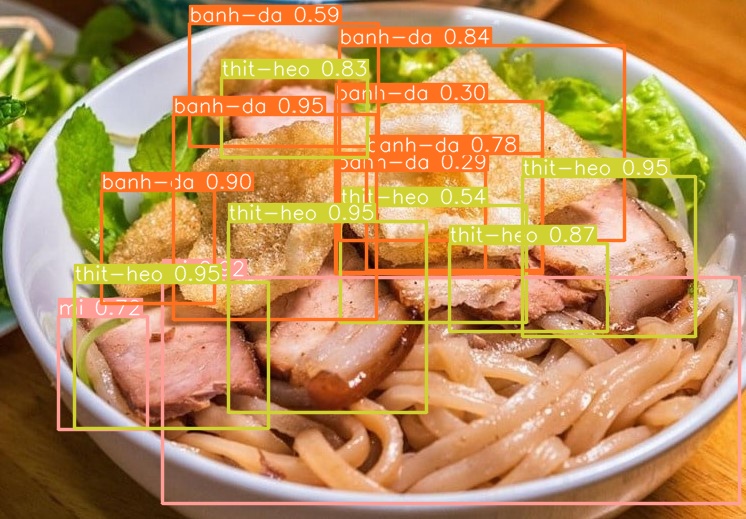 banh-da 0.59
banh-da 0.84
thit-heo 0.83
banh-da 0.30
banh-da 0.95
banh-da 0.78
banh-da 0.29
thit-heo 0.95
banh-da 0.90
thit-heo 0.54
thit-heo 0.95
thit-heo 0.87
thit-heo 0.95
mi 0.72